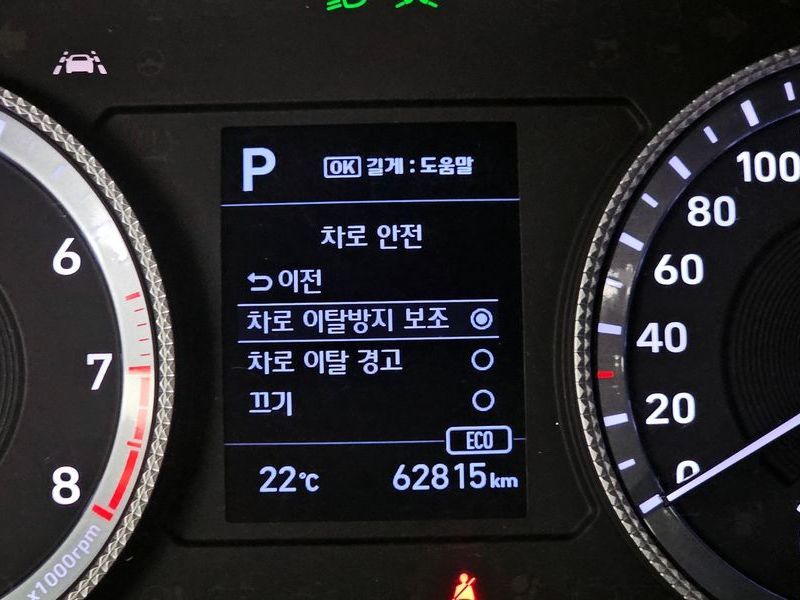 P OK 길게 : 도움말
차로 안전
이전
차로 이탈방지 보조
차로 이탈 경고
끄기
ECO
22°C 62815 km
6
7
8
x1000rpm
100
80
60
40
20
0